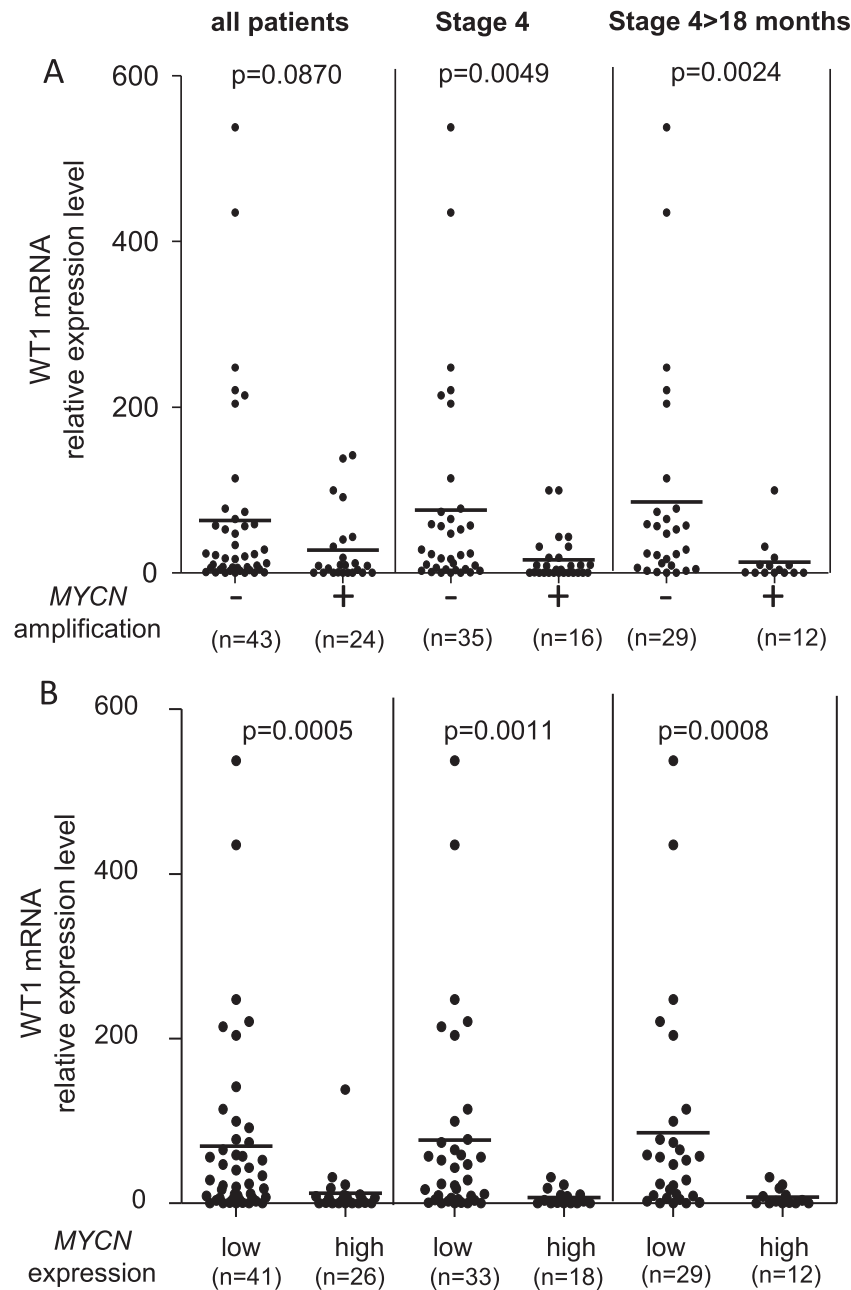 all patients Stage 4 Stage 4>18 months
A
600 p=0.0870 p=0.0049 p=0.0024
400
200
0
WT1 mRNA
relative expression level
MYCN - + - + - +
amplification
(n=43) (n=24) (n=35) (n=16) (n=29) (n=12)
B
600
p=0.0005 p=0.0011 p=0.0008
400
200
0
WT1 mRNA
relative expression level
MYCN low high low high low high
expression (n=41) (n=26) (n=33) (n=18) (n=29) (n=12)